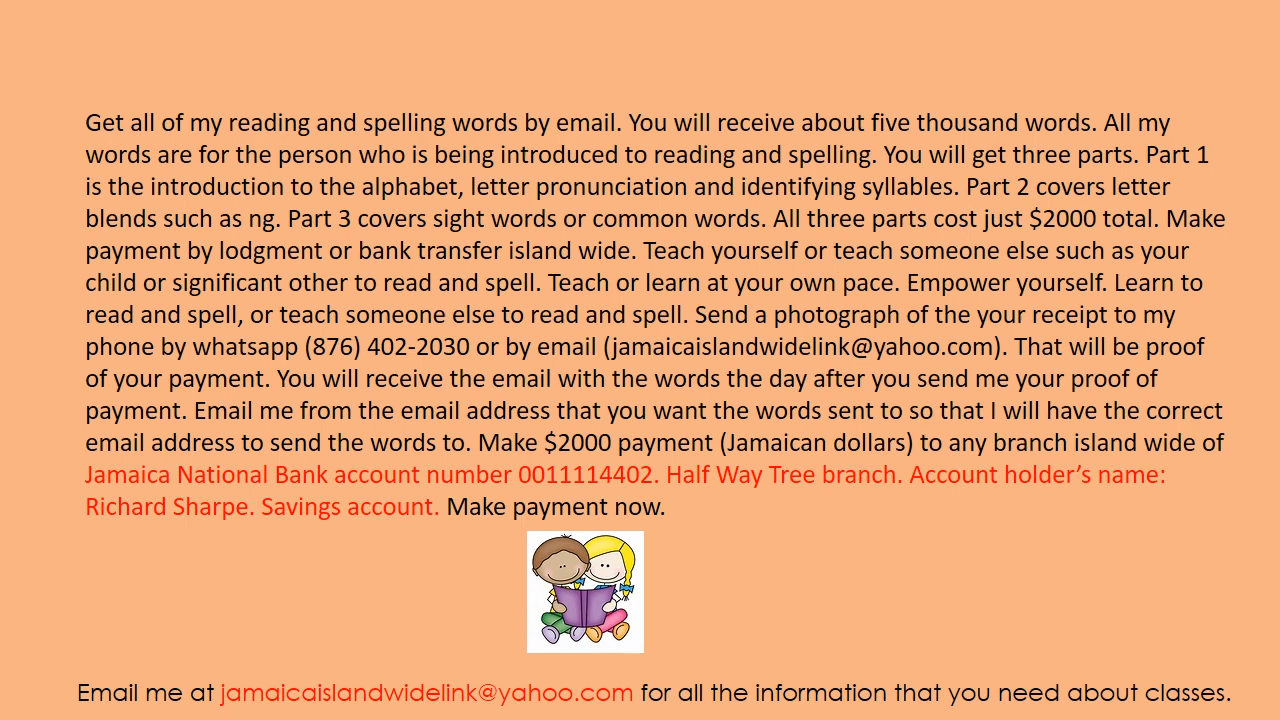 Get all of my reading and spelling words by email. You will receive about five thousand words. All my
words are for the person who is being introduced to reading and spelling. You will get three parts. Part 1
is the introduction to the alphabet, letter pronunciation and identifying syllables. Part 2 covers letter
blends such as ng. Part 3 covers sight words or common words. All three parts cost just $2000 total. Make
payment by lodgment or bank transfer island wide. Teach yourself or teach someone else such as your
child or significant other to read and spell. Teach or learn at your own pace. Empower yourself. Learn to
read and spell, or teach someone else to read and spell. Send a photograph of the your receipt to my
phone by whatsapp (876) 402-2030 or by email (jamaicaislandwidelink@yahoo.com). That will be proof
of your payment. You will receive the email with the words the day after you send me your proof of
payment. Email me from the email address that you want the words sent to so that I will have the correct
email address to send the words to. Make $2000 payment (Jamaican dollars) to any branch island wide of
Jamaica National Bank account number 0011114402. Half Way Tree branch. Account holder’s name:
Richard Sharpe. Savings account. Make payment now.
Email me at jamaicaislandwidelink@yahoo.com for all the information that you need about classes.